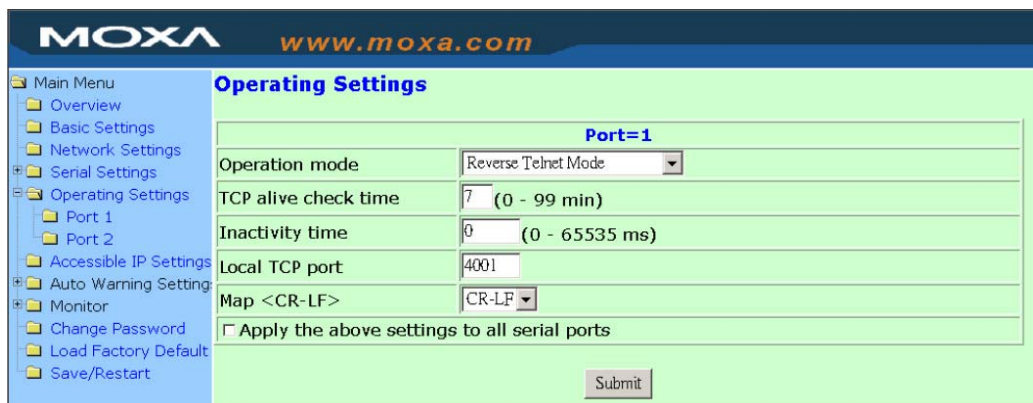 MOXA www.moxa.com
Main Menu
Overview
Basic Settings
Network Settings
Serial Settings
Operating Settings
Port 1
Port 2
Accessible IP Settings
Auto Warning Setting
Monitor
Change Password
Load Factory Default
Save/Restart
Operating Settings
Port=1
Operation mode Reverse Telnet Mode
TCP alive check time 7 (0 - 99 min)
Inactivity time 0 (0 - 65535 ms)
Local TCP port 4001
Map <CR-LF> CR-LF
Apply the above settings to all serial ports
Submit